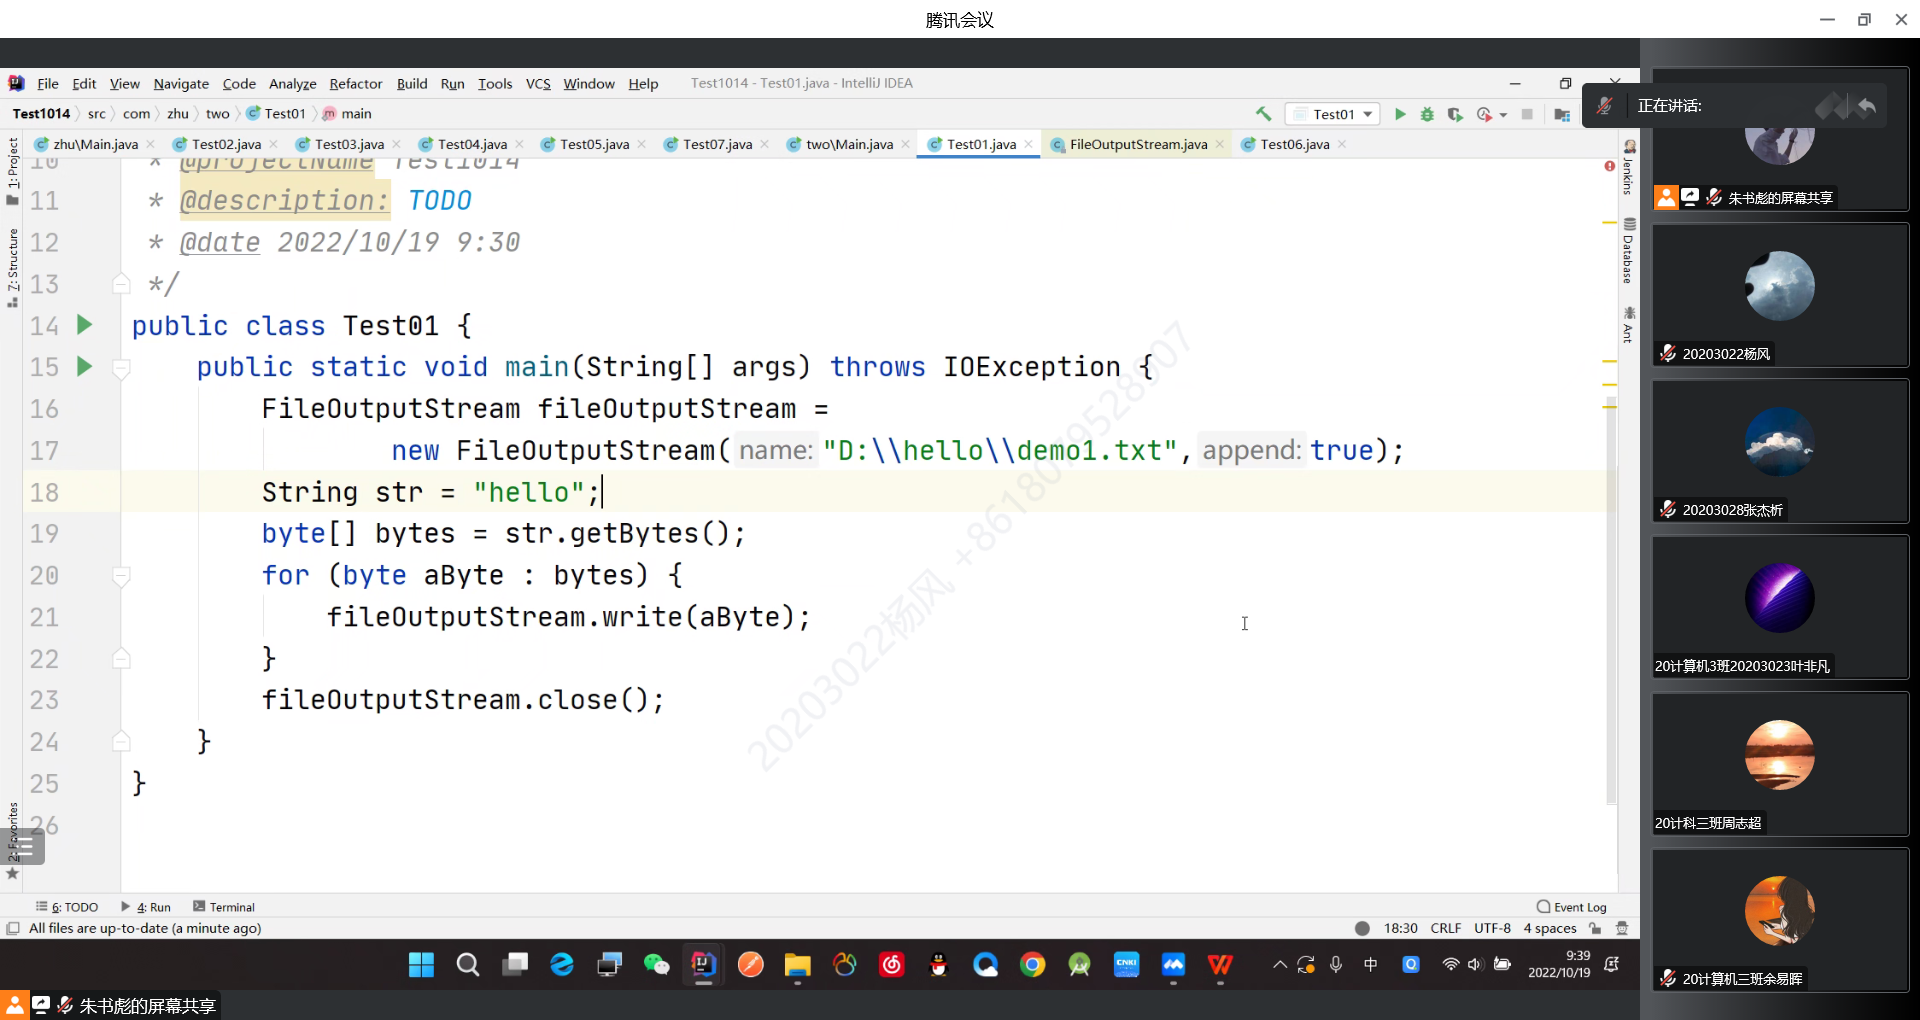 腾讯会议
File Edit View Navigate Code Analyze Refactor Build Run Tools VCS Window Help Test1014 - Test01.java - IntelliJ IDEA
Test1014 src com zhu two Test01 main
Test01
正在讲话:
zhu\Main.java Test02.java Test03.java Test04.java Test05.java Test07.java two\Main.java Test01.java FileOutputStream.java Test06.java
10 * @projectName Test1014
11 * @description: TODO
12 * @date 2022/10/19 9:30
13 */
14 public class Test01 {
15 public static void main(String[] args) throws IOException {
16 FileOutputStream fileOutputStream =
17 new FileOutputStream( name: "D:\\hello\\demo1.txt", append: true);
18 String str = "hello";
19 byte[] bytes = str.getBytes();
20 for (byte aByte : bytes) {
21 fileOutputStream.write(aByte);
22 }
23 fileOutputStream.close();
24 }
25 }
26
1: Project
7: Structure
2: Favorites
Jenkins
Database
Ant
20203022杨风 +8618079528907
6: TODO 4: Run Terminal Event Log
All files are up-to-date (a minute ago) 18:30 CRLF UTF-8 4 spaces
CNKI
中
9:39
2022/10/19
朱书彪的屏幕共享
朱书彪的屏幕共享
20203022杨风
20203028张杰析
20计算机3班20203023叶非凡
20计科三班周志超
20计算机三班余易晖